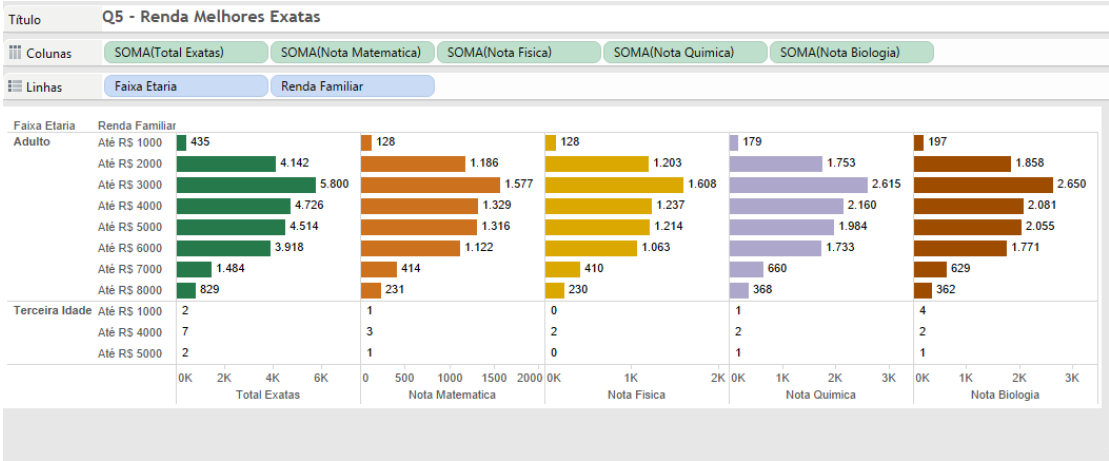 Título Q5 - Renda Melhores Exatas
Colunas SOMA(Total Exatas) SOMA(Nota Matematica) SOMA(Nota Fisica) SOMA(Nota Quimica) SOMA(Nota Biologia)
Linhas Faixa Etaria Renda Familiar
Faixa Etaria Renda Familiar
Adulto Até R$ 1000 435 128 128 179 197
Até R$ 2000 4.142 1.186 1.203 1.753 1.858
Até R$ 3000 5.800 1.577 1.608 2.615 2.650
Até R$ 4000 4.726 1.329 1.237 2.160 2.081
Até R$ 5000 4.514 1.316 1.214 1.984 2.055
Até R$ 6000 3.918 1.122 1.063 1.733 1.771
Até R$ 7000 1.484 414 410 660 629
Até R$ 8000 829 231 230 368 362
Terceira Idade Até R$ 1000 2 1 0 1 4
Até R$ 4000 7 3 2 2 2
Até R$ 5000 2 1 0 1 1
0K 2K 4K 6K 0 500 1000 1500 2000 0K 1K 2K 0K 1K 2K 3K 0K 1K 2K 3K
Total Exatas Nota Matematica Nota Fisica Nota Quimica Nota Biologia